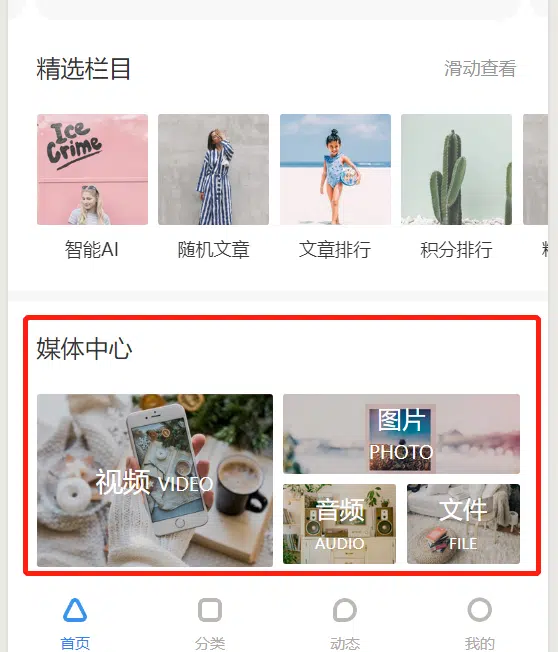 精选栏目
滑动查看
Ice
Crime
智能AI
随机文章
文章排行
积分排行
媒体中心
视频 VIDEO
图片
PHOTO
音频
AUDIO
文件
FILE
首页
分类
动态
我的